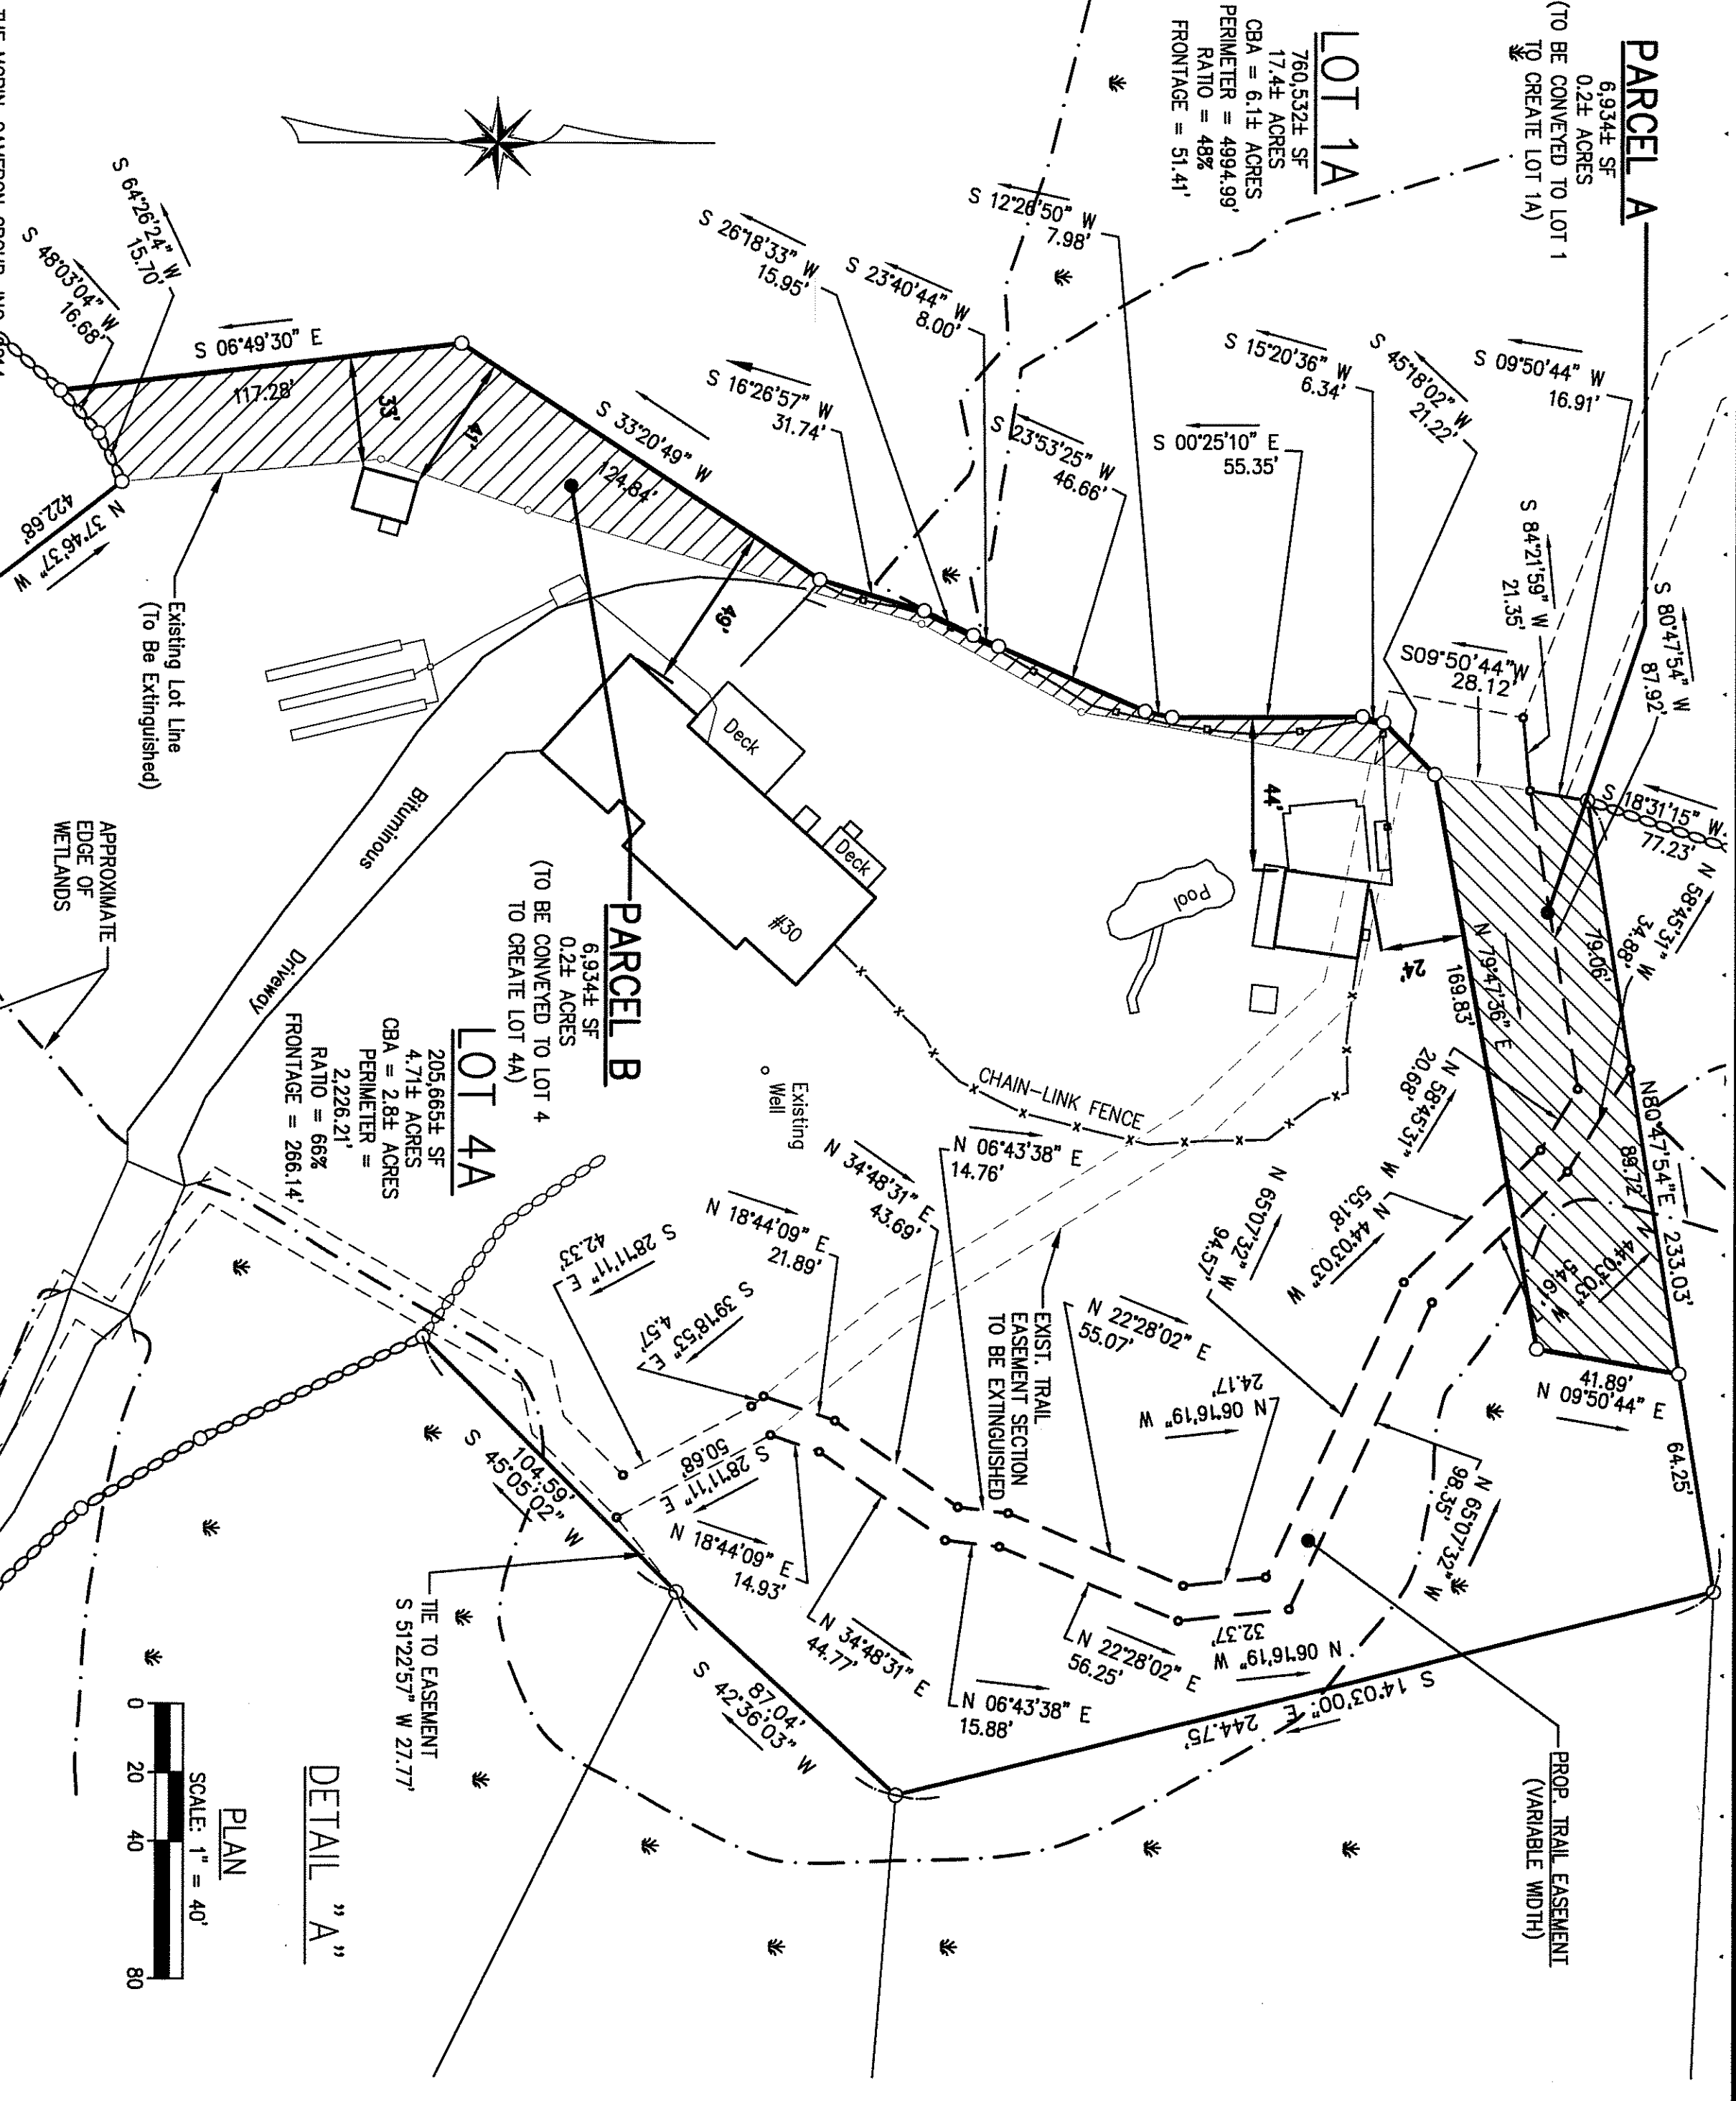 PARCEL A
6,934± SF
0.2± ACRES
(TO BE CONVEYED TO LOT 1
TO CREATE LOT 1A)
LOT 1A
760,532± SF
17.4± ACRES
CBA = 6.1± ACRES
PERIMETER = 4994.99'
RATIO = 48%
FRONTAGE = 51.41'
S 80°47'54" W
87.92'
S 09°50'44" W
16.91'
S 84°21'59" W
21.35'
S 45°18'02" W
21.22'
S 15°20'36" W
6.34'
S 00°25'10" E
55.35'
S 12°26'50" W
7.98'
S 23°53'25" W
46.66'
S 23°40'44" W
8.00'
S 26°18'33" W
15.95'
S 16°26'57" W
31.74'
S 33°20'49" W
124.84'
S 06°49'30" E
117.28'
S 64°26'24" W
15.70'
S 48°03'04" W
16.68'
N 37°46'37" W
422.68'
33'
41'
49'
44'
24'
S09°50'44"W
28.12'
S 18°31'15" W
77.23'
N 58°45'31" W
34.88'
79.06'
N 79°47'36" E
169.83'
N80°47'54"E
233.03'
89.72'
N 44°03'03" W
N 58°45'31" W
20.68'
N 44°03'03" W
55.18'
41.89'
N 09°50'44" E
64.25'
Existing Lot Line
(To Be Extinguished)
Deck
Deck
#30
Pool
Bituminous
Driveway
APPROXIMATE
EDGE OF
WETLANDS
PARCEL B
6,934± SF
0.2± ACRES
(TO BE CONVEYED TO LOT 4
TO CREATE LOT 4A)
LOT 4A
205,665± SF
4.71± ACRES
CBA = 2.8± ACRES
PERIMETER =
2,226.21'
RATIO = 66%
FRONTAGE = 266.14'
Existing
Well
CHAIN-LINK FENCE
N 06°43'38" E
14.76'
N 34°48'31" E
43.69'
N 18°44'09" E
21.89'
S 28°11'11" E
42.33'
S 39°18'53" E
4.57'
EXIST. TRAIL
EASEMENT SECTION
TO BE EXTINGUISHED
N 22°28'02" E
55.07'
N 65°07'32" W
94.57'
N 06°16'19" W
24.17'
N 65°07'32" W
98.35'
S 28°11'11" E
50.68'
N 18°44'09" E
14.93'
N 34°48'31" E
44.77'
N 06°43'38" E
15.88'
N 22°28'02" E
56.25'
N 06°16'19" W
32.37'
S 14°03'00" E
244.75'
104.59'
S 45°05'02" W
87.04'
S 42°36'03" W
TIE TO EASEMENT
S 51°22'57" W 27.77'
PROP. TRAIL EASEMENT
(VARIABLE WIDTH)
DETAIL "A"
PLAN
SCALE: 1" = 40'
0 20 40 80